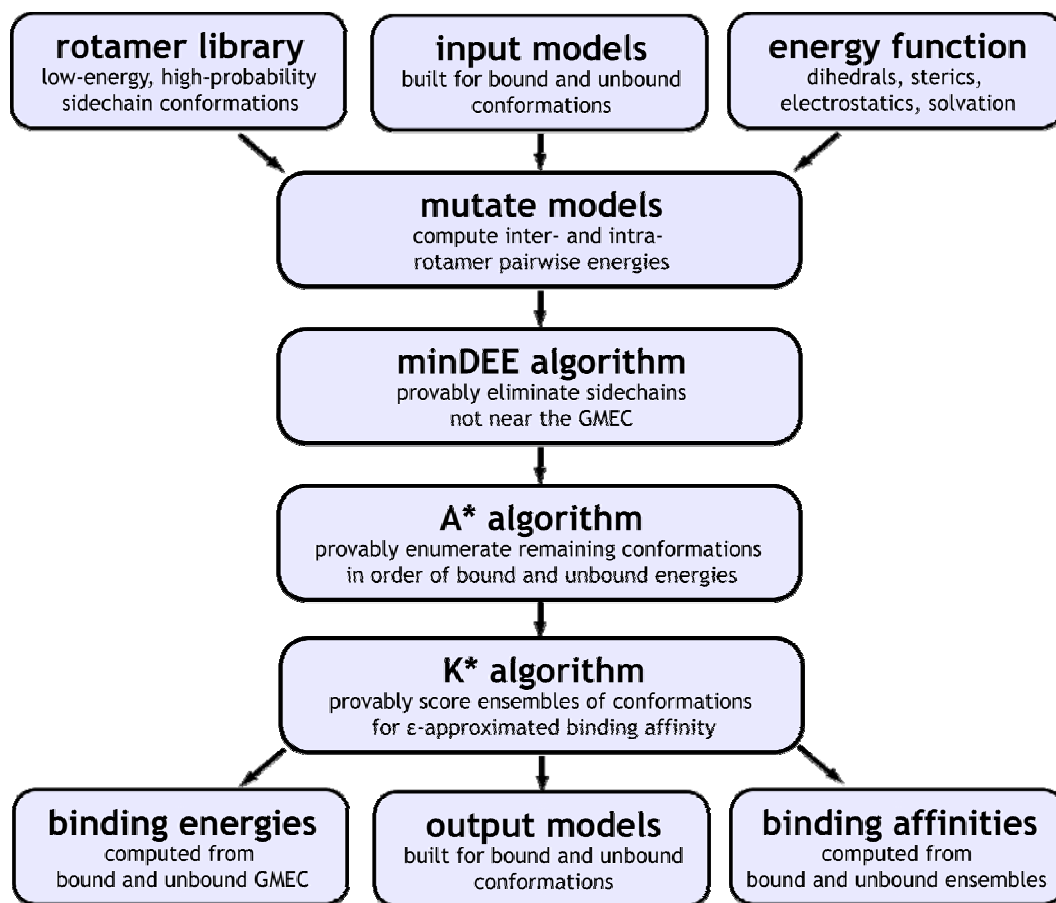 rotamer library
low-energy, high-probability
sidechain conformations
input models
built for bound and unbound
conformations
energy function
dihedrals, sterics,
electrostatics, solvation
mutate models
compute inter- and intra-
rotamer pairwise energies
minDEE algorithm
provably eliminate sidechains
not near the GMEC
A* algorithm
provably enumerate remaining conformations
in order of bound and unbound energies
K* algorithm
provably score ensembles of conformations
for ε-approximated binding affinity
binding energies
computed from
bound and unbound GMEC
output models
built for bound and unbound
conformations
binding affinities
computed from
bound and unbound ensembles